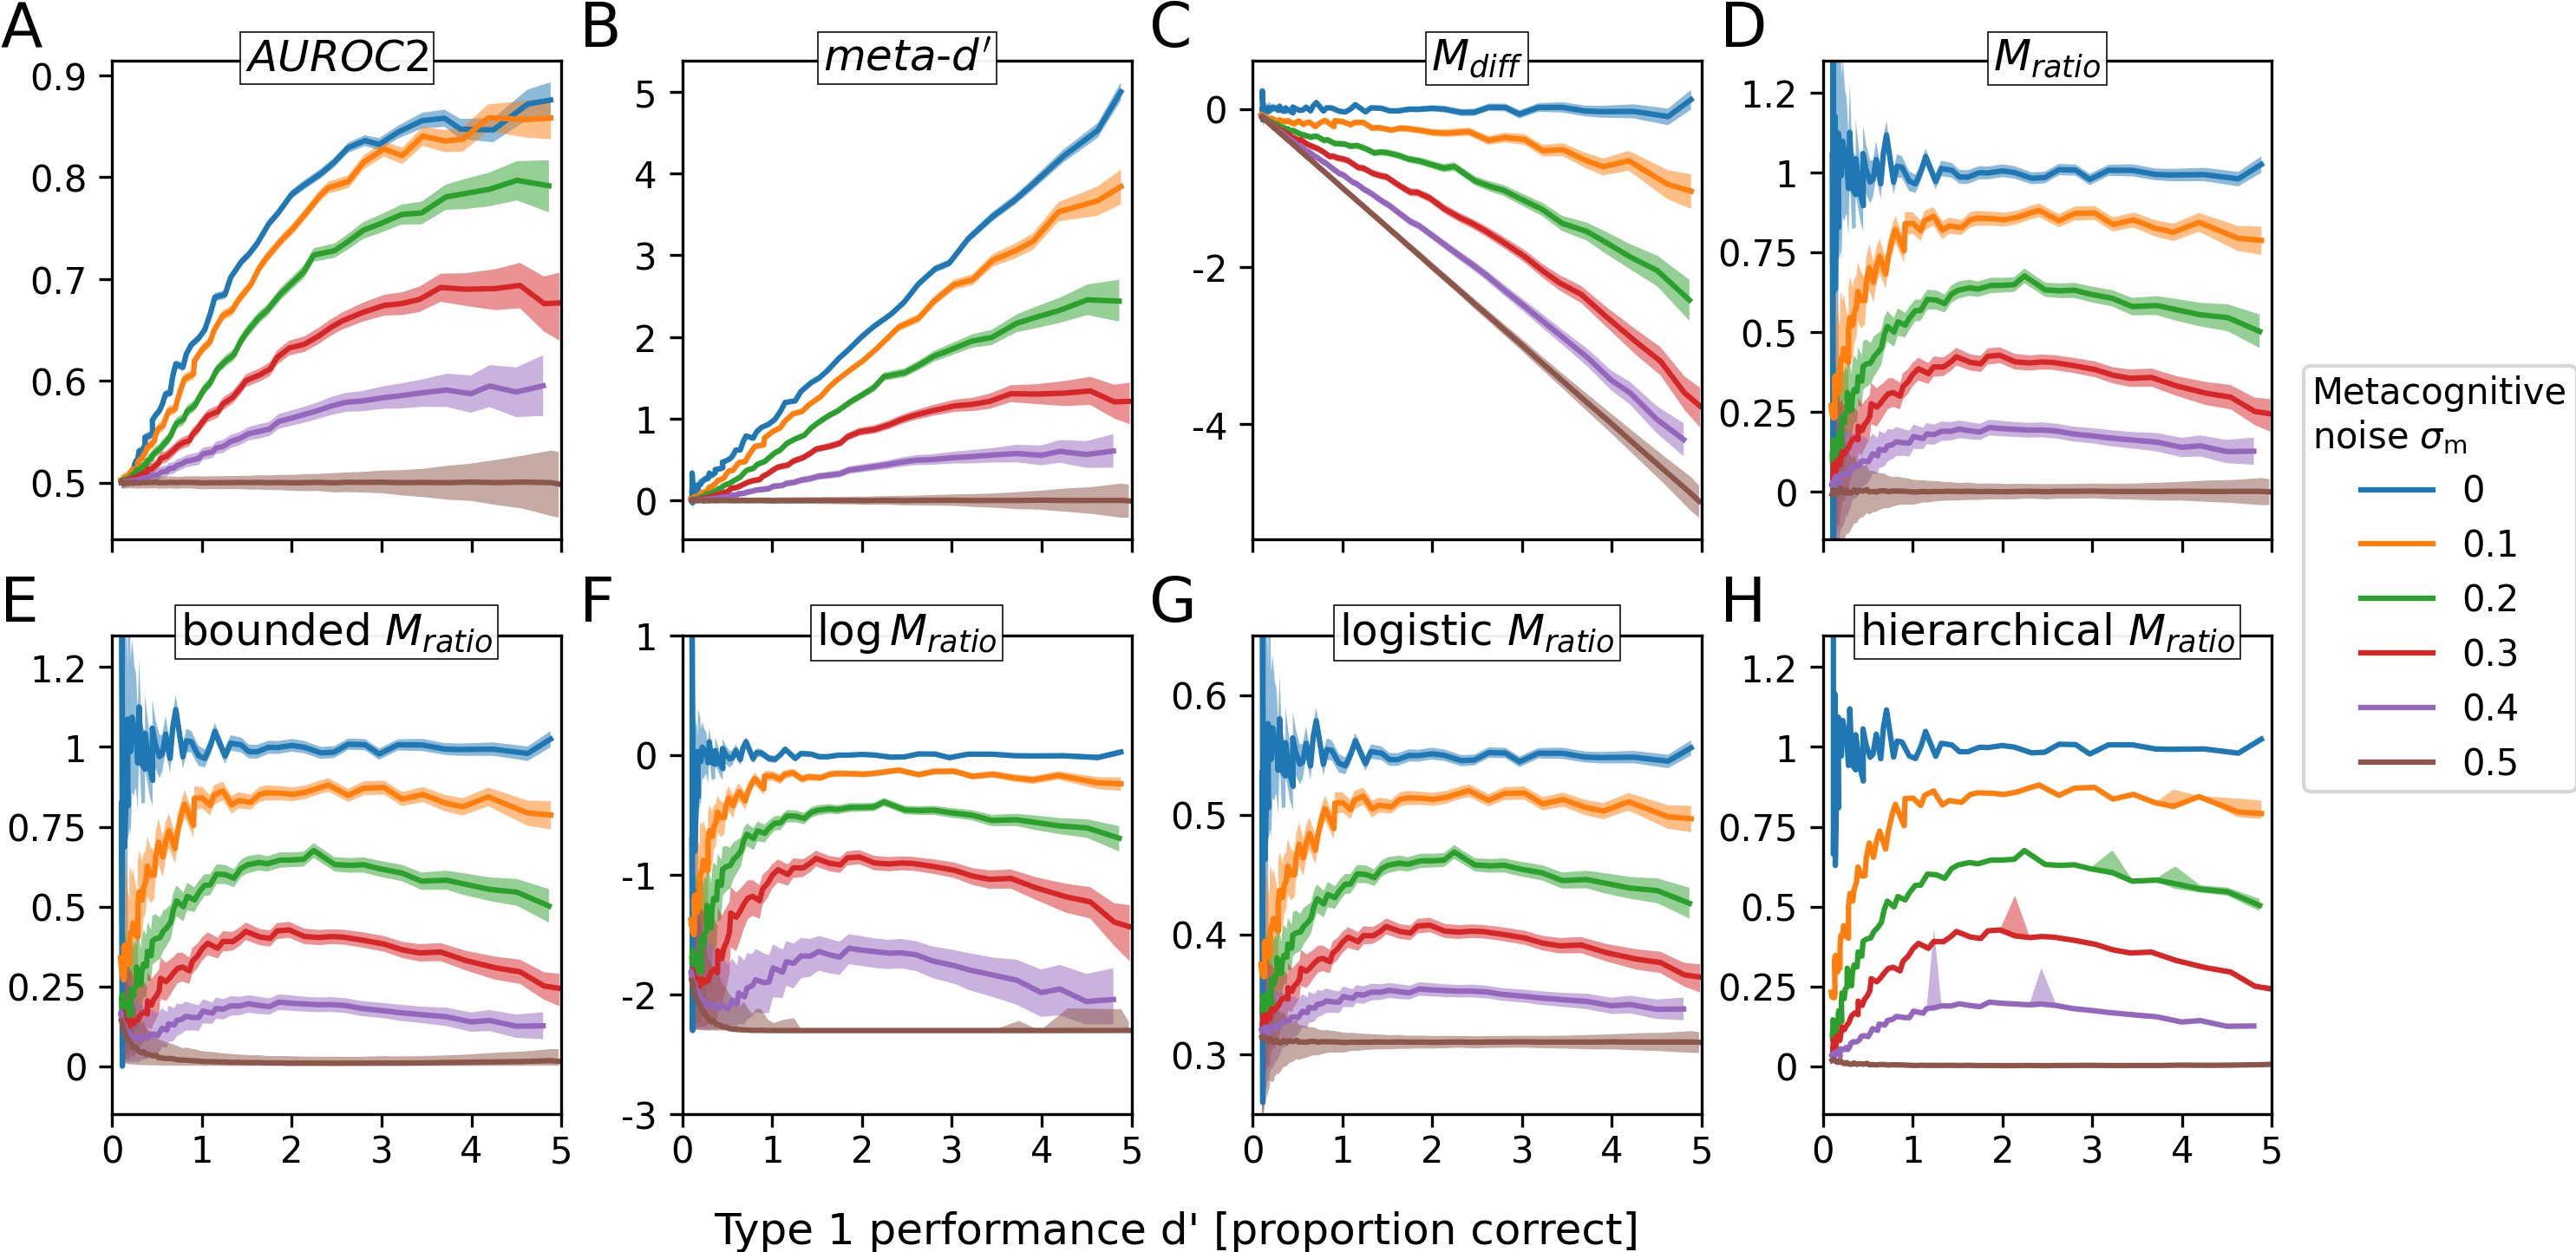 A
AUROC2
0.9
0.8
0.7
0.6
0.5
B
meta-d′
5
4
3
2
1
0
C
M_diff
0
-2
-4
D
M_ratio
1.2
1
0.75
0.5
0.25
0
E
bounded M_ratio
1.2
1
0.75
0.5
0.25
0
0 1 2 3 4 5
F
log M_ratio
1
0
-1
-2
-3
0 1 2 3 4 5
G
logistic M_ratio
0.6
0.5
0.4
0.3
0 1 2 3 4 5
H
hierarchical M_ratio
1.2
1
0.75
0.5
0.25
0
0 1 2 3 4 5
Metacognitive
noise σ_m
0
0.1
0.2
0.3
0.4
0.5
Type 1 performance d' [proportion correct]